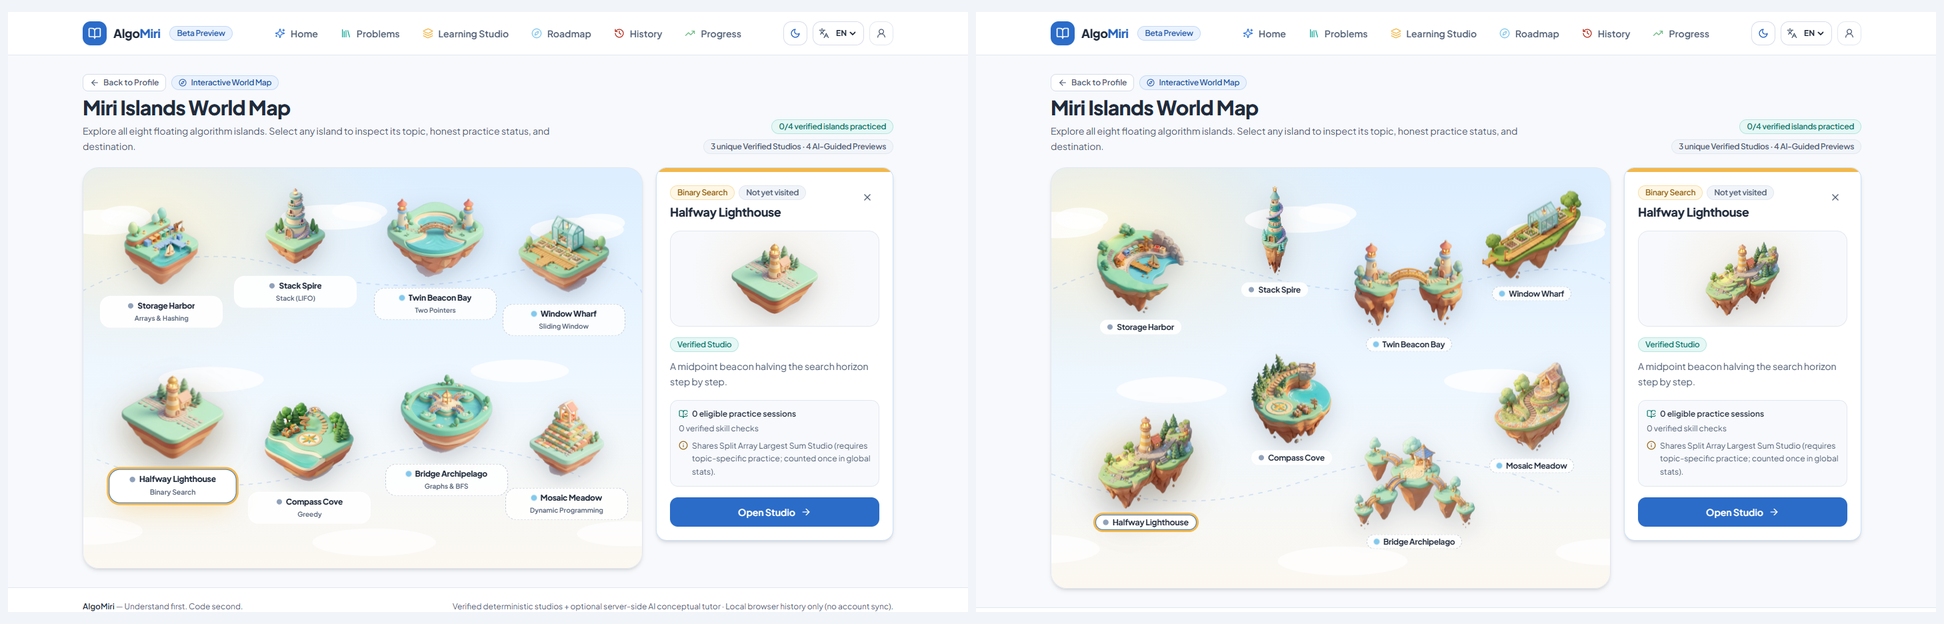 AlgoMiri
Beta Preview
Home
Problems
Learning Studio
Roadmap
History
Progress
EN
Back to Profile
Interactive World Map
Miri Islands World Map
Explore all eight floating algorithm islands. Select any island to inspect its topic, honest practice status, and
destination.
0/4 verified islands practiced
3 unique Verified Studios · 4 AI-Guided Previews
Storage Harbor
Arrays & Hashing
Stack Spire
Stack (LIFO)
Twin Beacon Bay
Two Pointers
Window Wharf
Sliding Window
Halfway Lighthouse
Binary Search
Compass Cove
Greedy
Bridge Archipelago
Graphs & BFS
Mosaic Meadow
Dynamic Programming
Binary Search
Not yet visited
Halfway Lighthouse
Verified Studio
A midpoint beacon halving the search horizon
step by step.
0 eligible practice sessions
0 verified skill checks
Shares Split Array Largest Sum Studio (requires
topic-specific practice; counted once in global
stats).
Open Studio
AlgoMiri — Understand first. Code second.
Verified deterministic studios + optional server-side AI conceptual tutor · Local browser history only (no account sync).
AlgoMiri
Beta Preview
Home
Problems
Learning Studio
Roadmap
History
Progress
EN
Back to Profile
Interactive World Map
Miri Islands World Map
Explore all eight floating algorithm islands. Select any island to inspect its topic, honest practice status, and
destination.
0/4 verified islands practiced
3 unique Verified Studios · 4 AI-Guided Previews
Storage Harbor
Stack Spire
Twin Beacon Bay
Window Wharf
Halfway Lighthouse
Compass Cove
Bridge Archipelago
Mosaic Meadow
Binary Search
Not yet visited
Halfway Lighthouse
Verified Studio
A midpoint beacon halving the search horizon
step by step.
0 eligible practice sessions
0 verified skill checks
Shares Split Array Largest Sum Studio (requires
topic-specific practice; counted once in global
stats).
Open Studio